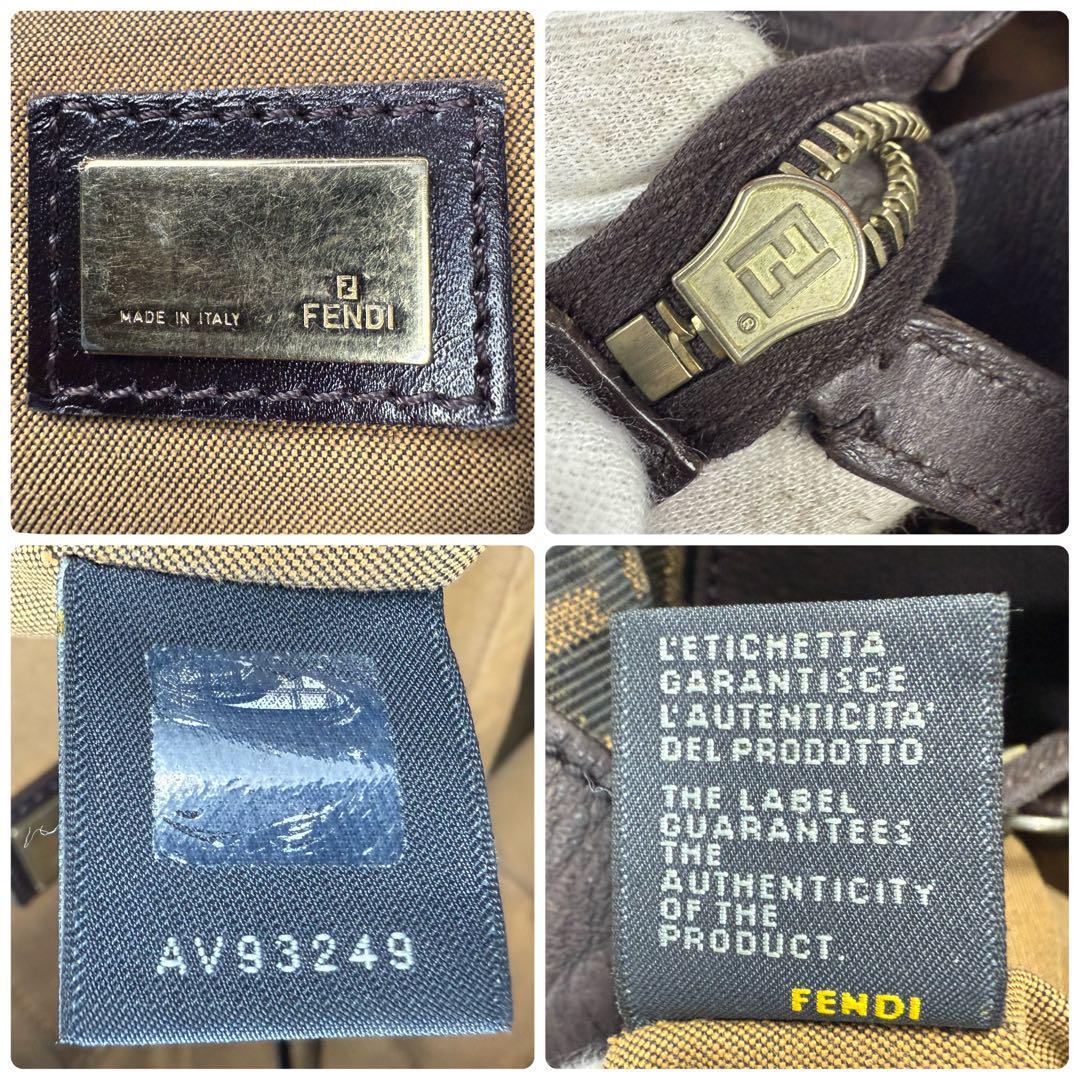 MADE IN ITALY
FENDI
®
AV93249
L'ETICHETTA
GARANTISCE
L'AUTENTICITA'
DEL PRODOTTO
THE LABEL
GUARANTEES
THE
AUTHENTICITY
OF THE
PRODUCT.
FENDI